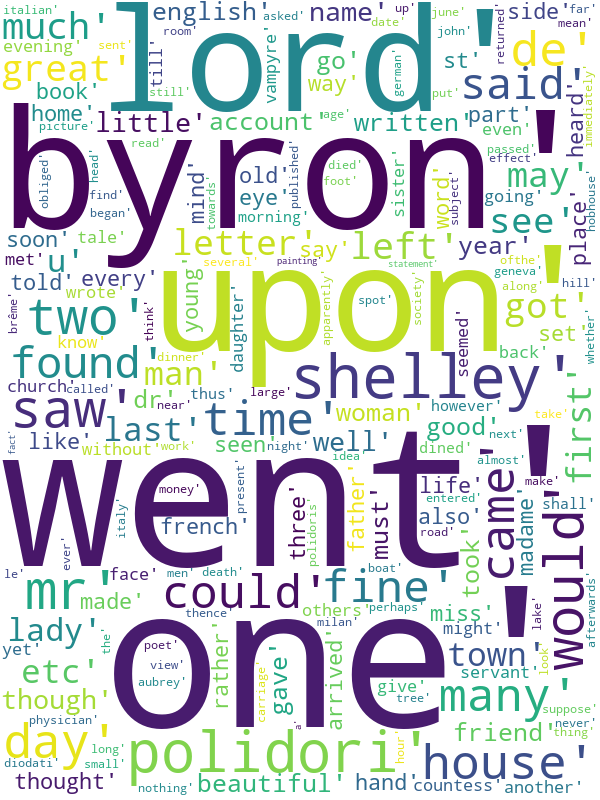 italian' english' name' up' june' side' far'
much' evening' sent' room' asked' date' john' returned' mean'
lord' de'
great' till' vampyre' go' st' german' put' said' immediately'
book' still' way' part' heard'
home' little' account' age' written' even'
picture' read' passed' effect' hobhouse'
byron'
obliged' head' mind' old' died' foot' sister' word' subject' may'
find' towards' eye' published' going'
began' morning' see' place'
soon' tale' letter' say' left' year'
met' u' several' painting' statement' ofthe'
told' every' young' geneva' along' hill'
brême' wrote' daughter' upon' apparently' spot' society' got'
two' think' seemed' set' whether'
know' dinner' back'
found' man' shelley'
church' called' thus' large'
saw' dr' near' last' time' woman' however' take' first'
like' without' work' seen' night' well' good' next'
fact' idea' dined' almost'
went'
money' present' life' make'
italy' french' three' polidoris' father' must' entered' also' came' madame' shall' would'
ever' road' took'
le' face' men' death' boat'
mr' made' could' fine' miss' lake' afterwards'
thence' others' perhaps'
lady' the' poet' milan' might'
yet' view' one' town'
etc' aubrey' rather' gave' arrived' servant' look'
though' carriage' a' give' tree' many' suppose'
physician' friend' never' thing'
day' long' polidori' hour' house'
diodati' small'
thought' nothing' beautiful' hand' countess' another'